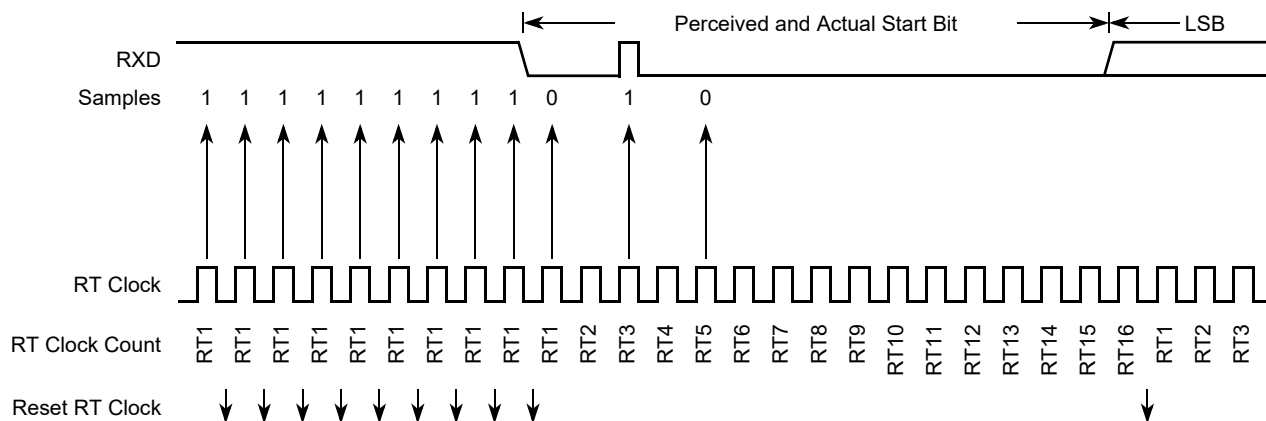 Perceived and Actual Start Bit
LSB
RXD
Samples 1 1 1 1 1 1 1 1 1 0 1 0
RT Clock
RT Clock Count RT1 RT1 RT1 RT1 RT1 RT1 RT1 RT1 RT1 RT1 RT2 RT3 RT4 RT5 RT6 RT7 RT8 RT9 RT10 RT11 RT12 RT13 RT14 RT15 RT16 RT1 RT2 RT3
Reset RT Clock